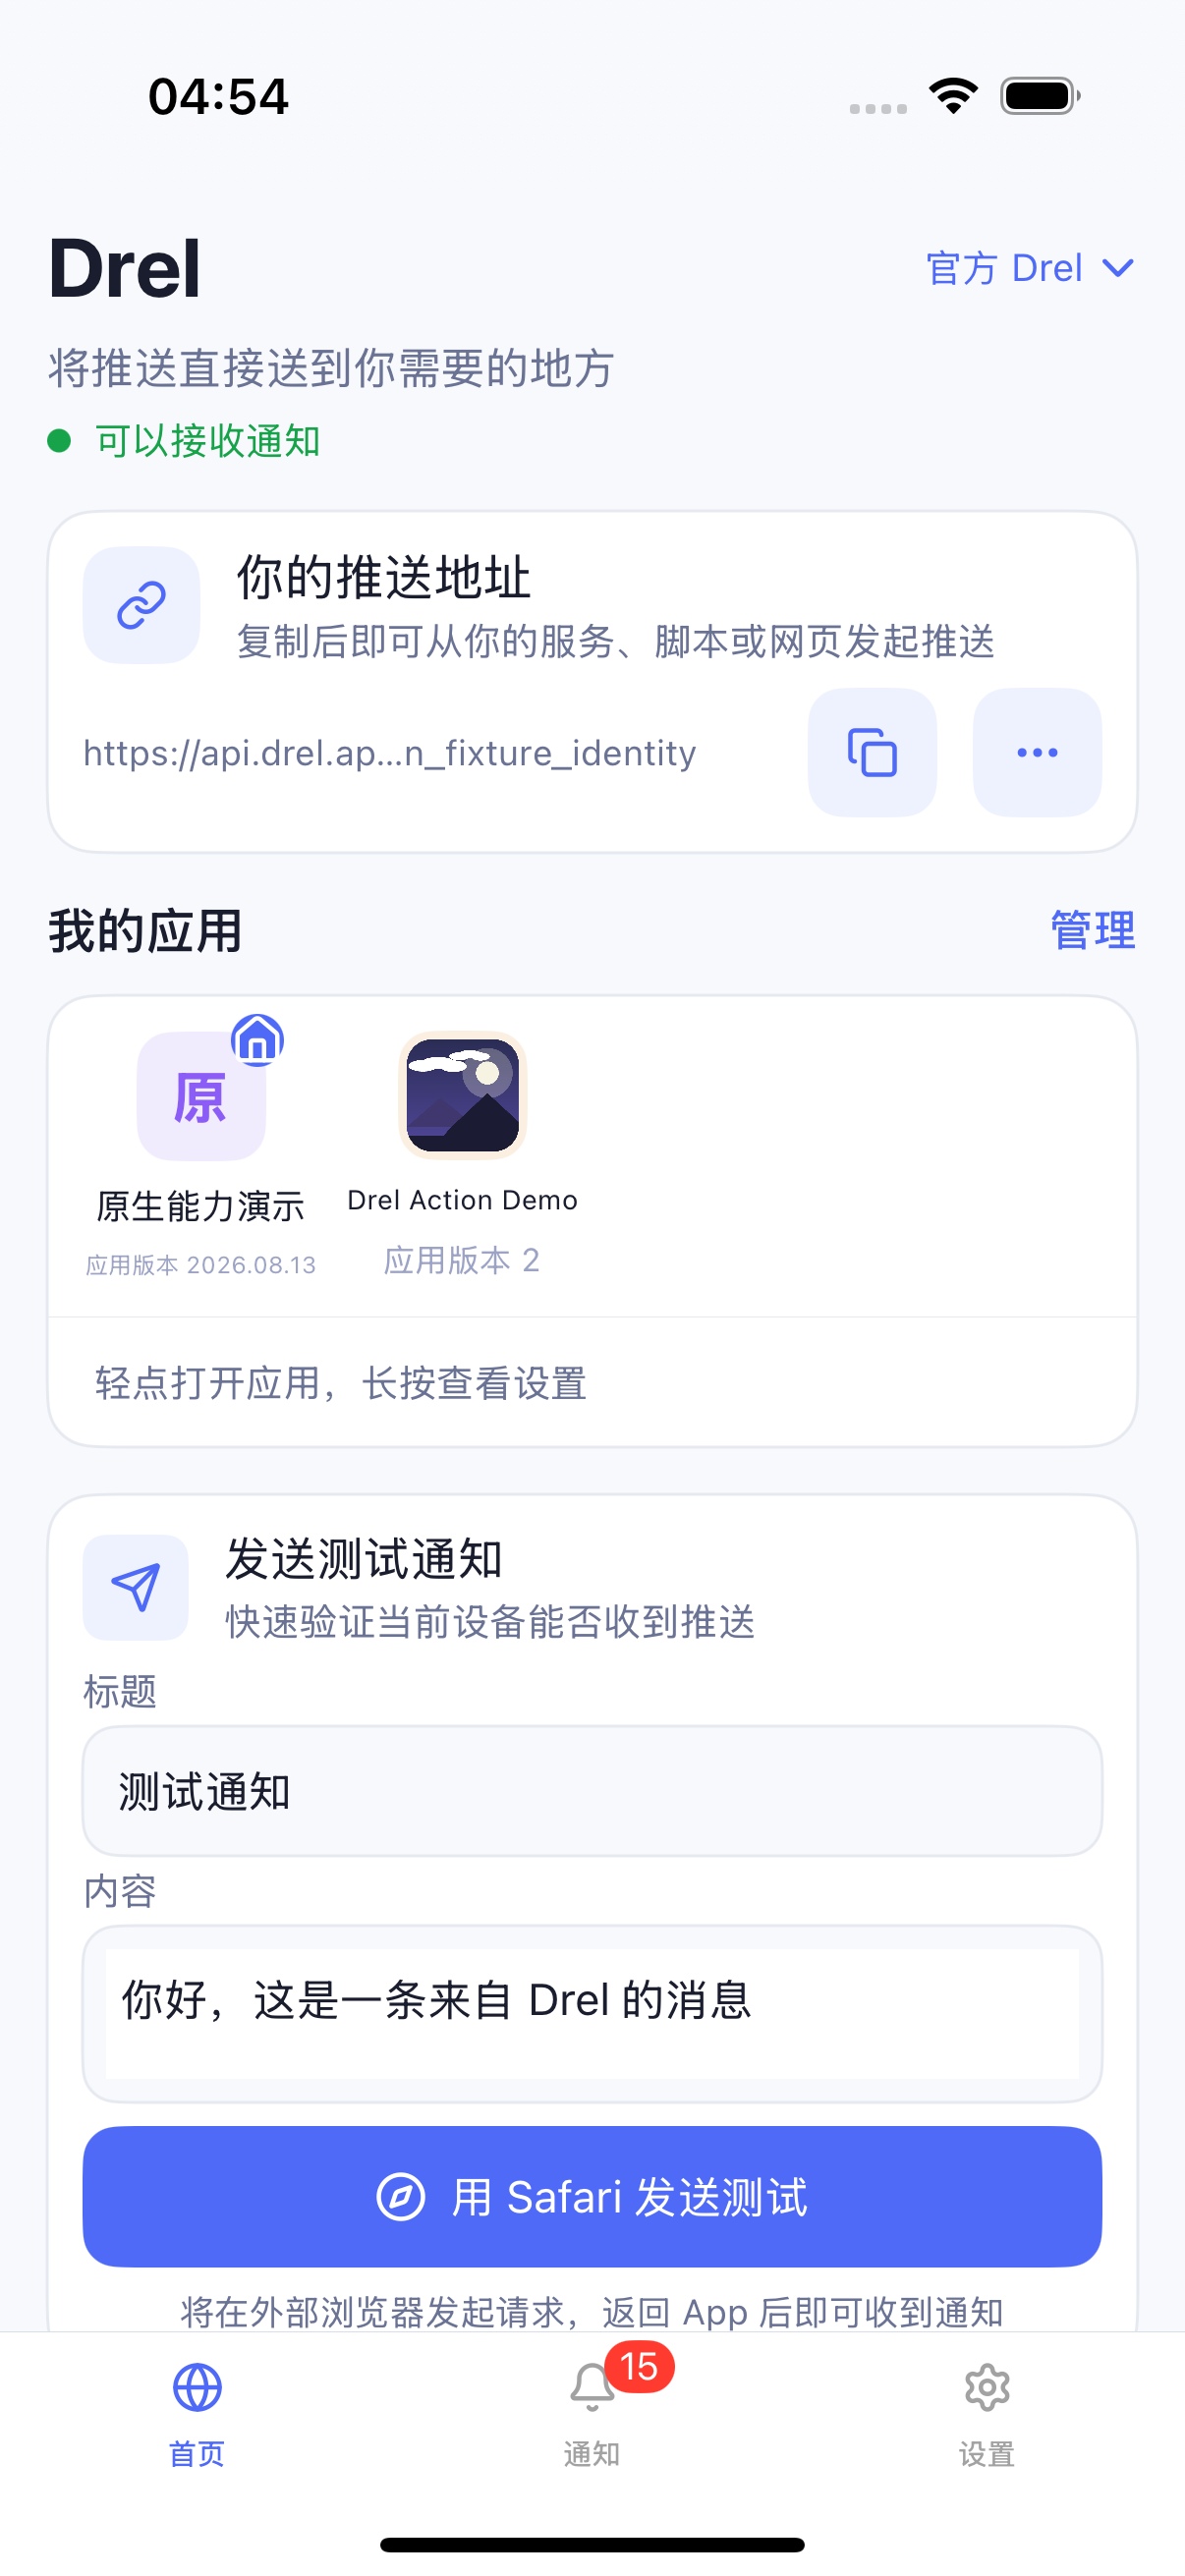 04:54
Drel
官方 Drel
将推送直接送到你需要的地方
可以接收通知
你的推送地址
复制后即可从你的服务、脚本或网页发起推送
https://api.drel.ap...n_fixture_identity
我的应用
管理
原
原生能力演示
应用版本 2026.08.13
Drel Action Demo
应用版本 2
轻点打开应用，长按查看设置
发送测试通知
快速验证当前设备能否收到推送
标题
测试通知
内容
你好，这是一条来自 Drel 的消息
用 Safari 发送测试
将在外部浏览器发起请求，返回 App 后即可收到通知
15
首页
通知
设置